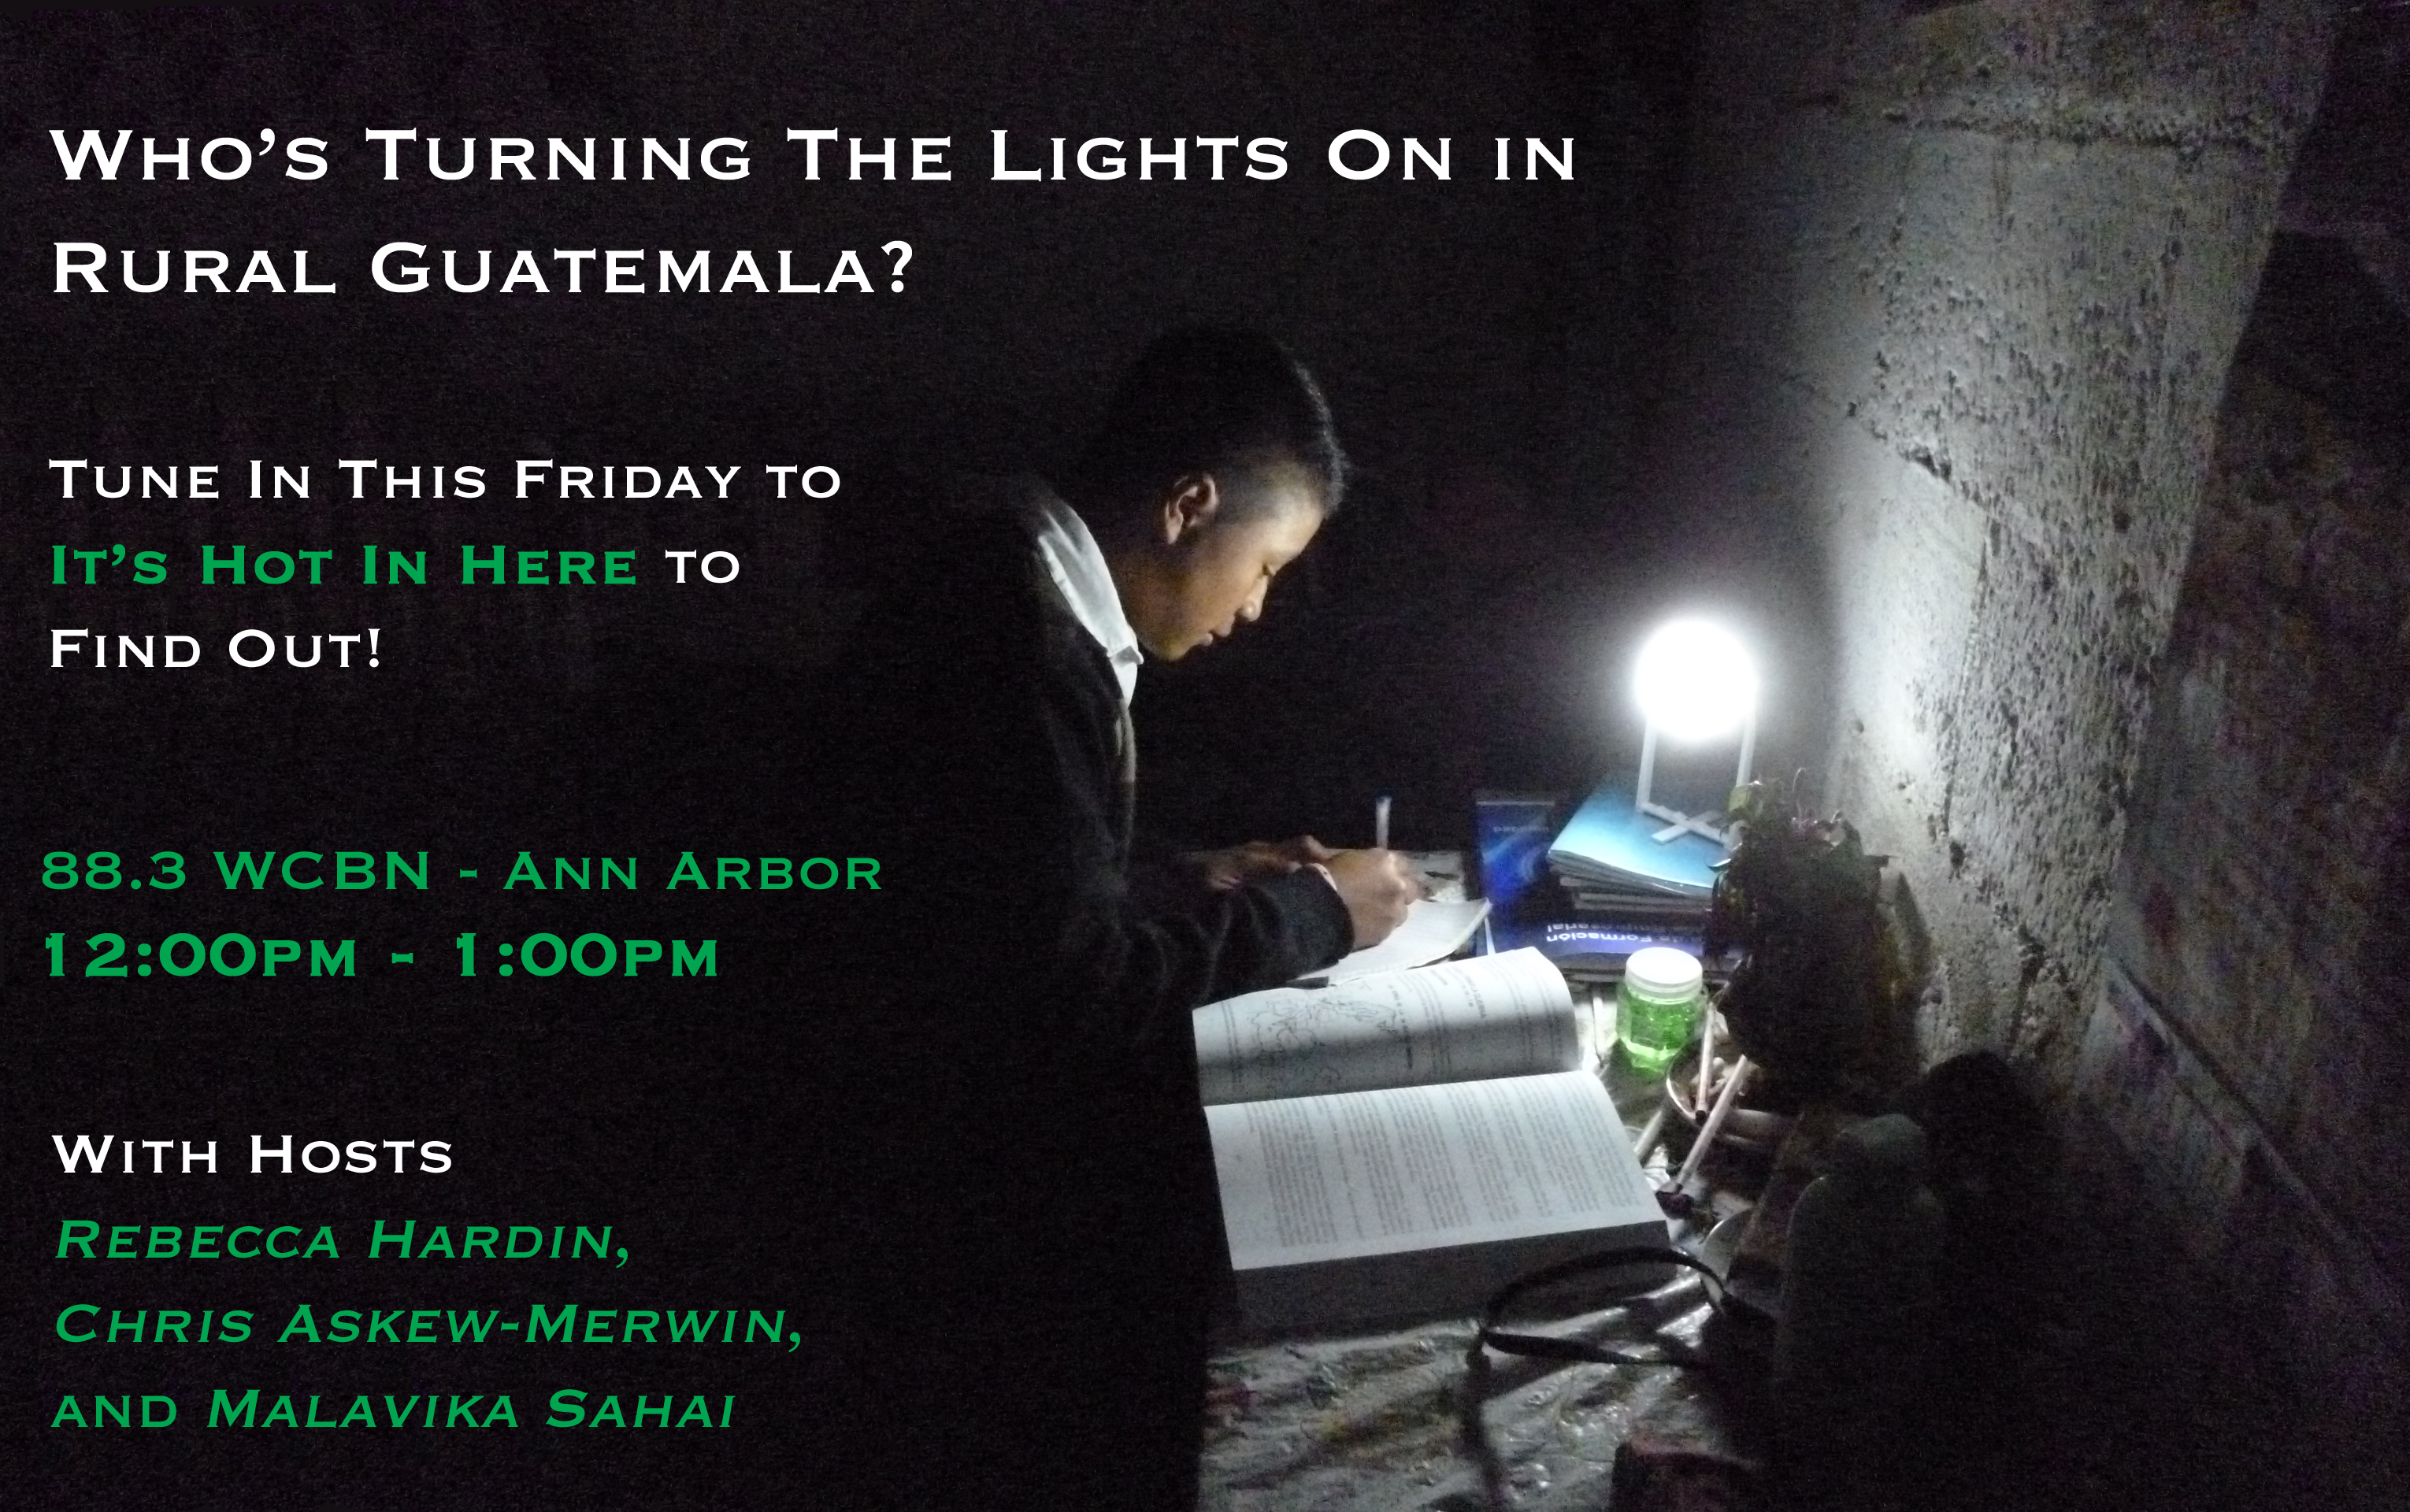 Who's Turning The Lights On in
Rural Guatemala?
Tune In This Friday to
It's Hot In Here to
Find Out!
88.3 WCBN - Ann Arbor
12:00pm - 1:00pm
With Hosts
Rebecca Hardin,
Chris Askew-Merwin,
and Malavika Sahai
Formación